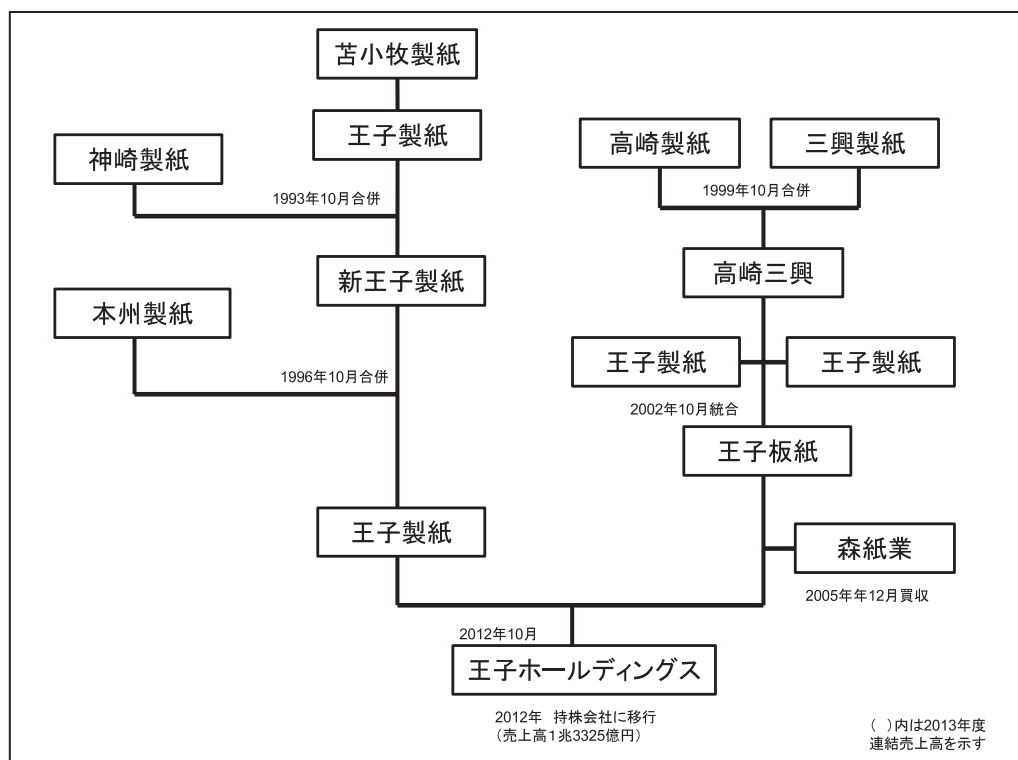 苫小牧製紙
王子製紙
神崎製紙
高崎製紙
三興製紙
1993年10月合併
1999年10月合併
新王子製紙
高崎三興
本州製紙
王子製紙
王子製紙
1996年10月合併
2002年10月統合
王子板紙
王子製紙
森紙業
2005年年12月買収
2012年10月
王子ホールディングス
2012年 持株会社に移行
(売上高1兆3325億円)
( )内は2013年度
連結売上高を示す